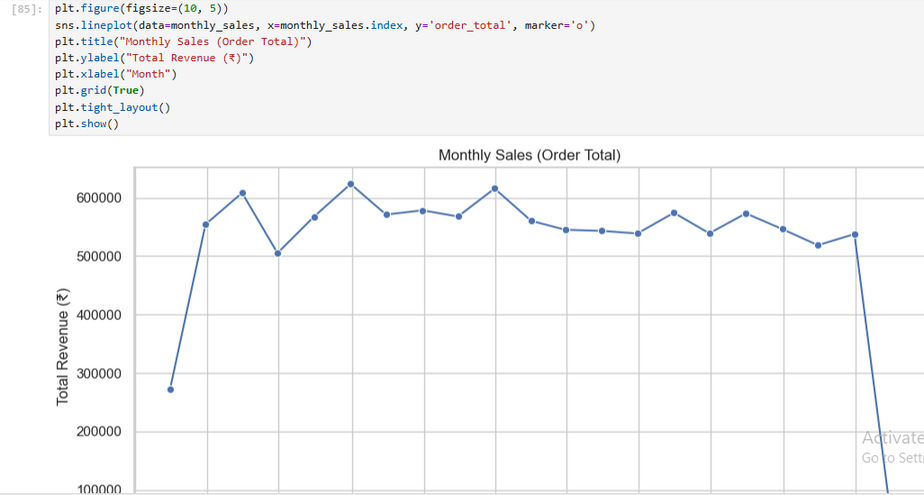 [85]:
plt.figure(figsize=(10, 5))
sns.lineplot(data=monthly_sales, x=monthly_sales.index, y='order_total', marker='o')
plt.title("Monthly Sales (Order Total)")
plt.ylabel("Total Revenue (₹)")
plt.xlabel("Month")
plt.grid(True)
plt.tight_layout()
plt.show()
Monthly Sales (Order Total)
600000
500000
400000
300000
200000
100000
Total Revenue (₹)
Activate
Go to Setti